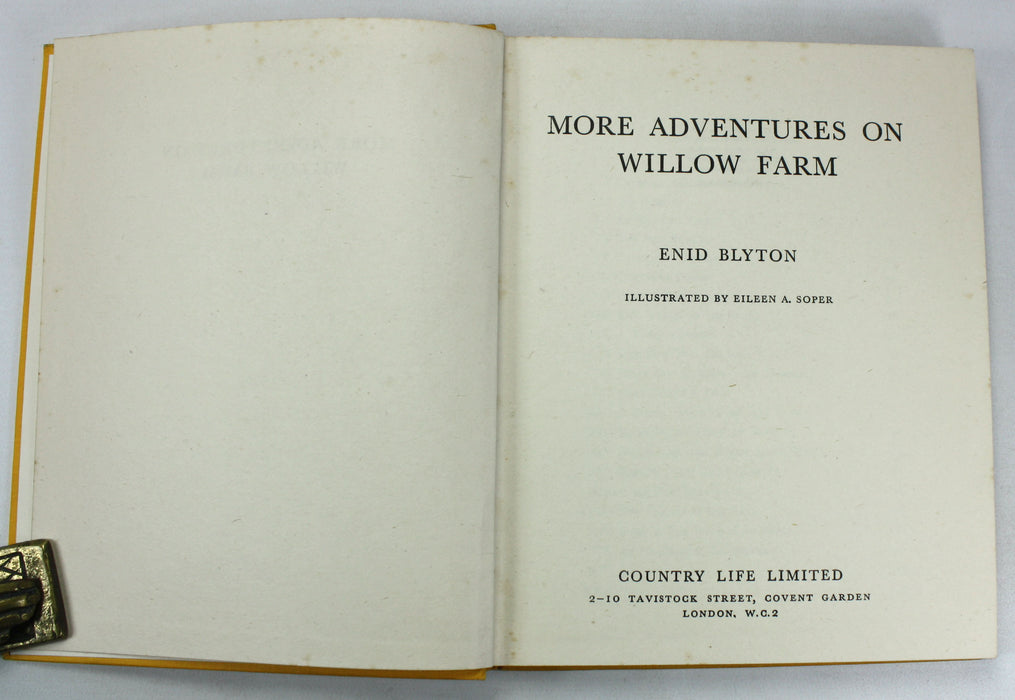 MORE ADVENTURES ON
WILLOW FARM
ENID BLYTON
ILLUSTRATED BY EILEEN A. SOPER
COUNTRY LIFE LIMITED
2–10 TAVISTOCK STREET, COVENT GARDEN
LONDON, W.C.2